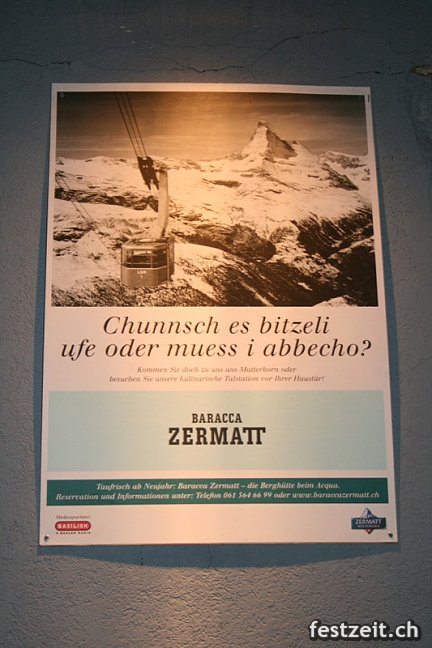 Chunnsch es bitzeli
ufe oder muess i abbecho?
Kommen Sie doch zu uns ans Matterhorn oder
besuchen Sie unsere kulinarische Talstation vor Ihrer Haustür!
BARACCA
ZERMATT
Taufrisch ab Neujahr: Baracca Zermatt – die Berghütte beim Acqua.
Reservation und Informationen unter: Telefon 061 564 66 99 oder www.baraccazermatt.ch
Medienpartner:
BASILISK
ZERMATT
festzeit.ch